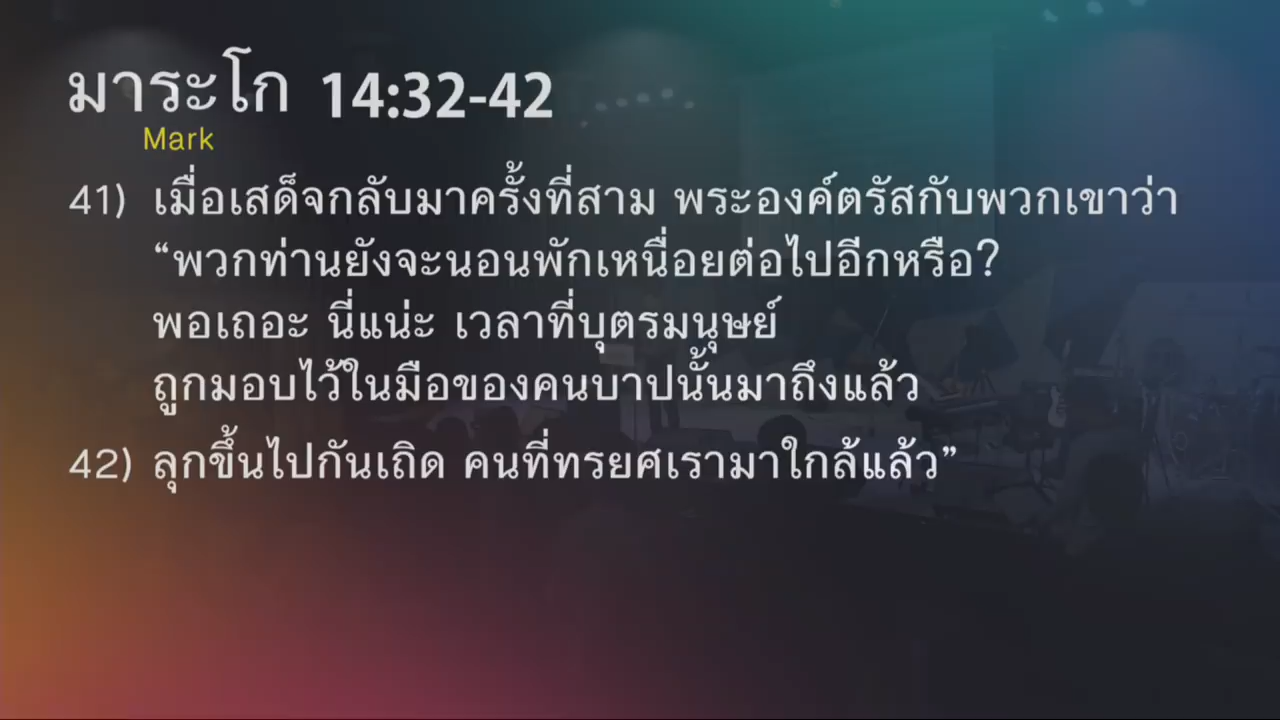 มาระโก 14:32-42
Mark
41) เมื่อเสด็จกลับมาครั้งที่สาม พระองค์ตรัสกับพวกเขาว่า
“พวกท่านยังจะนอนพักเหนื่อยต่อไปอีกหรือ?
พอเถอะ นี่แน่ะ เวลาที่บุตรมนุษย์
ถูกมอบไว้ในมือของคนบาปนั้นมาถึงแล้ว
42) ลุกขึ้นไปกันเถิด คนที่ทรยศเรามาใกล้แล้ว”